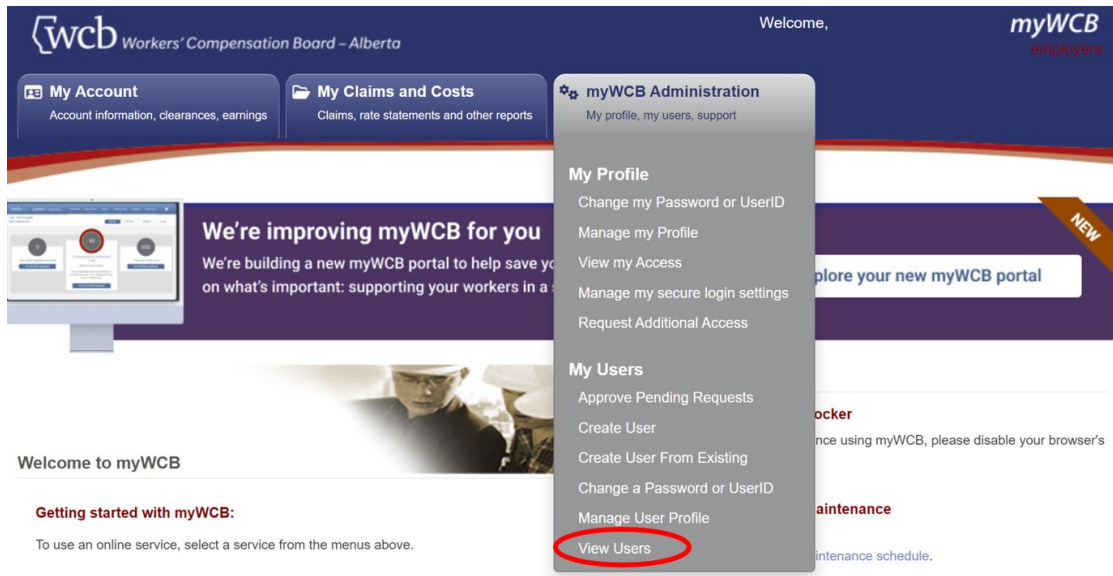 wcb Workers' Compensation Board – Alberta
Welcome,
myWCB
employers
My Account
Account information, clearances, earnings
My Claims and Costs
Claims, rate statements and other reports
myWCB Administration
My profile, my users, support
My Profile
Change my Password or UserID
Manage my Profile
View my Access
Manage my secure login settings
Request Additional Access
My Users
Approve Pending Requests
Create User
Create User From Existing
Change a Password or UserID
Manage User Profile
View Users
We're improving myWCB for you
We're building a new myWCB portal to help save
on what's important: supporting your workers in a
NEW
plore your new myWCB portal
Welcome to myWCB
Getting started with myWCB:
To use an online service, select a service from the menus above.
ocker
nce using myWCB, please disable your browser's
aintenance
intenance schedule.